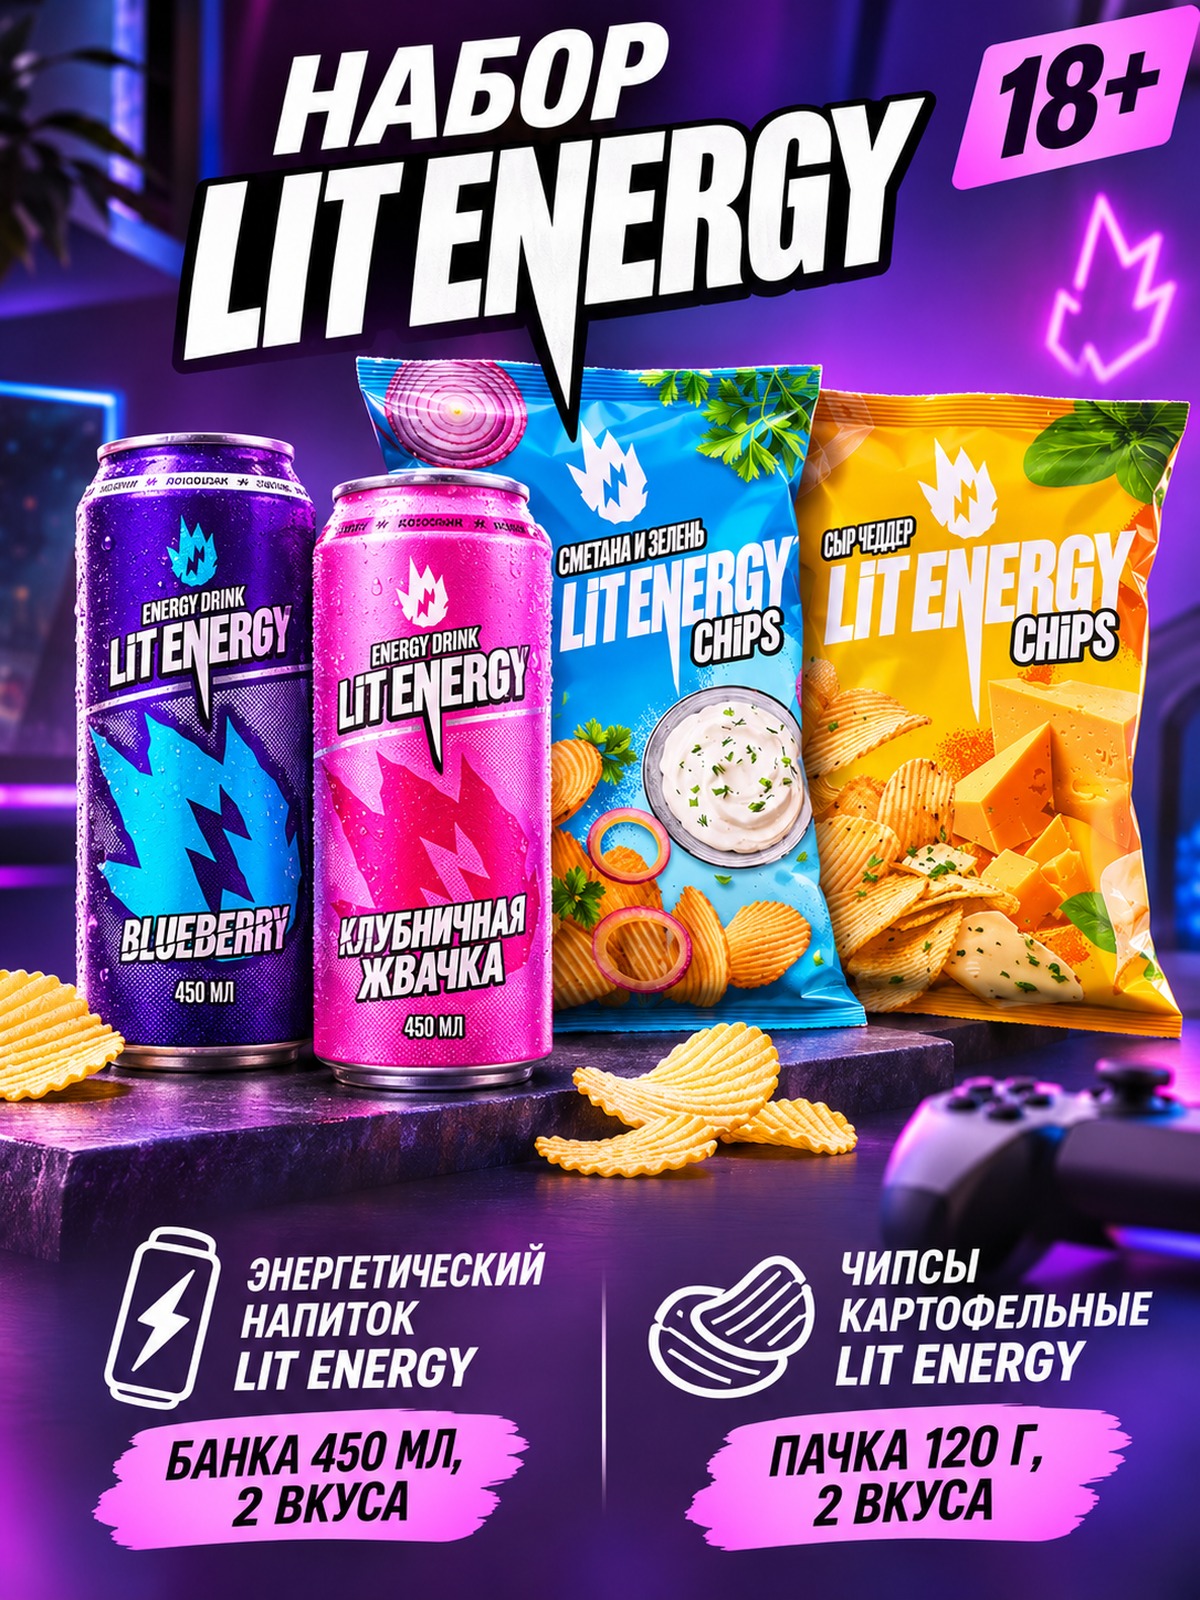 НАБОР
LIT ENERGY
18+
СМЕТАНА И ЗЕЛЕНЬ
LIT ENERGY
CHIPS
СЫР ЧЕДДЕР
LIT ENERGY
CHIPS
ENERGY DRINK
LIT ENERGY
BLUEBERRY
450 МЛ
ENERGY DRINK
LIT ENERGY
КЛУБНИЧНАЯ
ЖВАЧКА
450 МЛ
ЭНЕРГЕТИЧЕСКИЙ
НАПИТОК
LIT ENERGY
БАНКА 450 МЛ,
2 ВКУСА
ЧИПСЫ
КАРТОФЕЛЬНЫЕ
LIT ENERGY
ПАЧКА 120 Г,
2 ВКУСА